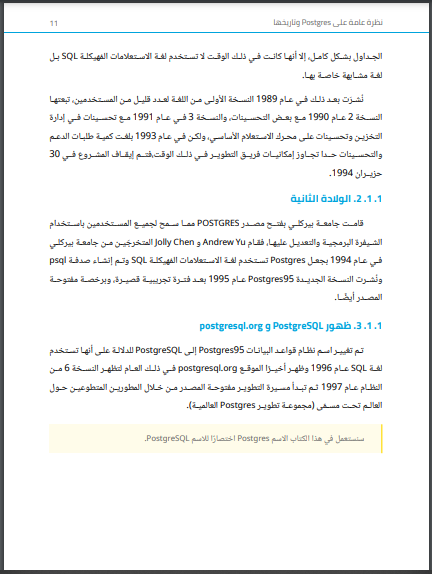 نظرة عامة على Postgres وتاريخها
11
الجداول بشكل كامل، إلا أنها كانت في ذلك الوقت لا تستخدم لغة الاستعلامات المهيكلة SQL بل
لغة مشابهة خاصة بها.
نُشرَت بعد ذلك في عام 1989 النسخة الأولى من اللغة لعدد قليل من المستخدمين، تبعتها
النسخة 2 عام 1990 مع بعض التحسينات، والنسخة 3 في عام 1991 مع تحسينات في إدارة
التخزين وتحسينات على محرك الاستعلام الأساسي، ولكن في عام 1993 بلغت كمية طلبات الدعم
والتحسينات حدا تجاوز إمكانيات فريق التطوير في ذلك الوقت،فتم إيقاف المشروع في 30
حزيران 1994.
1. 1. 2. الولادة الثانية
قامت جامعة بيركلي بفتح مصدر POSTGRES مما سمح لجميع المستخدمين باستخدام
الشيفرة البرمجية والتعديل عليها، فقام Andrew Yu و Jolly Chen المتخرجَين من جامعة بيركلي
في عام 1994 بجعل Postgres تستخدم لغة الاستعلامات المهيكلة SQL وتم إنشاء صدفة psql
ونُشرت النسخة الجديدة Postgres95 عام 1995 بعد فترة تجريبية قصيرة، وبرخصة مفتوحة
المصدر أيضًا.
1. 1. 3. ظهور PostgreSQL و postgresql.org
تم تغيير اسم نظام قواعد البيانات Postgres95 إلى PostgreSQL للدلالة على أنها تستخدم
لغة SQL عام 1996 وظهر أخيرًا الموقع postgresql.org في ذلك العام لتظهر النسخة 6 من
النظام عام 1997 ثم تبدأ مسيرة التطوير مفتوحة المصدر من خلال المطورين المتطوعين حول
العالم تحت مسمّى (مجموعة تطوير Postgres العالمية).
سنستعمل في هذا الكتاب الاسم Postgres اختصارًا للاسم PostgreSQL.